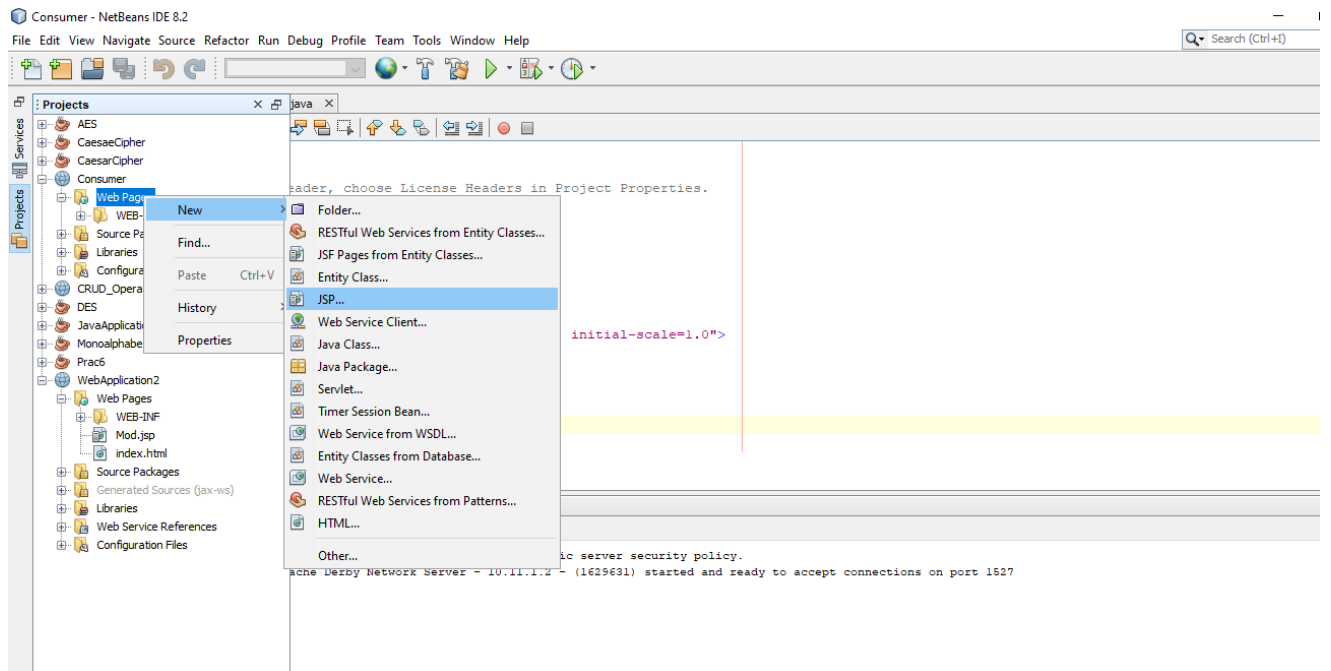 Consumer - NetBeans IDE 8.2
File Edit View Navigate Source Refactor Run Debug Profile Team Tools Window Help
Search (Ctrl+I)
Projects
java
Services
Projects
AES
CaesaeCipher
CaesarCipher
Consumer
Web Page
WEB-
Source Pa
Libraries
Configura
CRUD_Opera
DES
JavaApplicati
Monoalphabe
Prac6
WebApplication2
Web Pages
WEB-INF
Mod.jsp
index.html
Source Packages
Generated Sources (jax-ws)
Libraries
Web Service References
Configuration Files
New
Find...
Paste Ctrl+V
History
Properties
Folder...
RESTful Web Services from Entity Classes...
JSF Pages from Entity Classes...
Entity Class...
JSP...
Web Service Client...
Java Class...
Java Package...
Servlet...
Timer Session Bean...
Web Service from WSDL...
Entity Classes from Database...
Web Service...
RESTful Web Services from Patterns...
HTML...
Other...
eader, choose License Headers in Project Properties.
initial-scale=1.0">
ic server security policy.
ache Derby Network Server - 10.11.1.2 - (1629631) started and ready to accept connections on port 1527